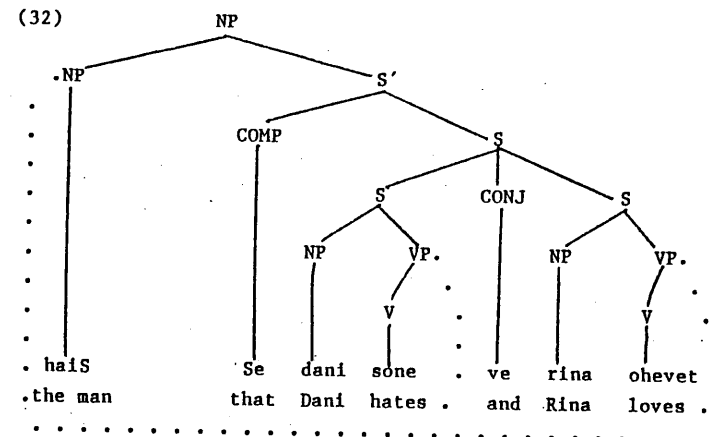 (32)
NP
NP S′
COMP S
S CONJ S
NP VP NP VP
V V
haiS Se dani sone ve rina ohevet
the man that Dani hates and Rina loves